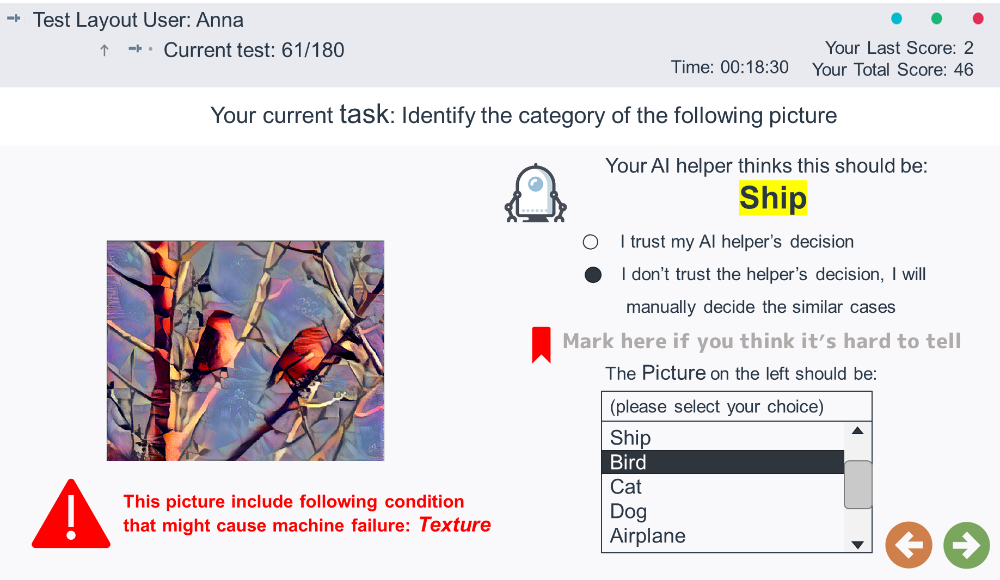 Test Layout User: Anna
Current test: 61/180
Time: 00:18:30
Your Last Score: 2
Your Total Score: 46
Your current task: Identify the category of the following picture
Your AI helper thinks this should be:
Ship
I trust my AI helper’s decision
I don’t trust the helper’s decision, I will
manually decide the similar cases
Mark here if you think it’s hard to tell
The Picture on the left should be:
(please select your choice)
Ship
Bird
Cat
Dog
Airplane
This picture include following condition
that might cause machine failure: Texture